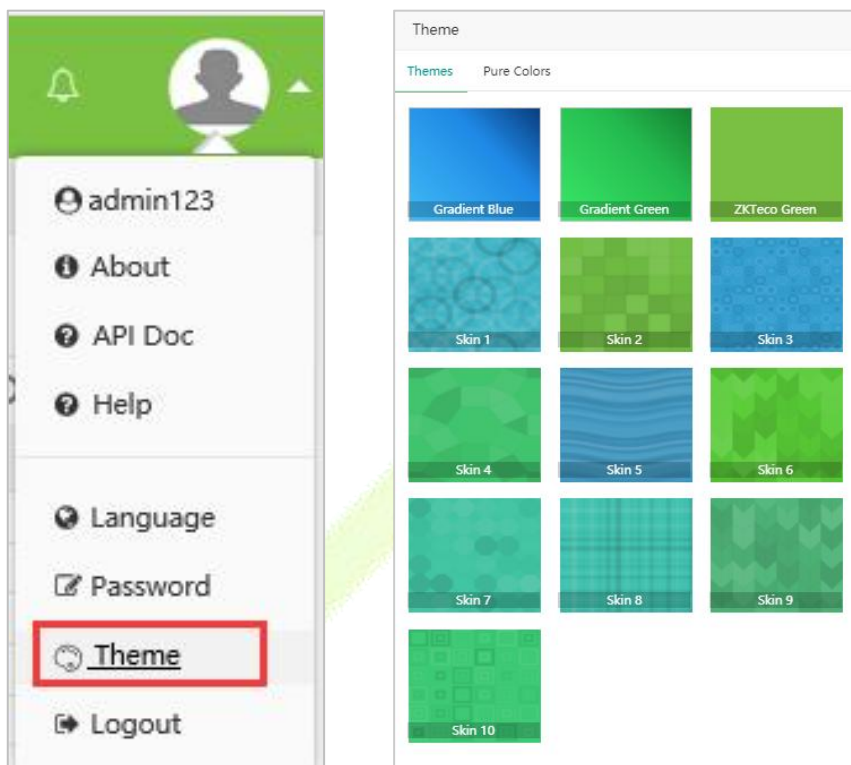 admin123
About
API Doc
Help
Language
Password
Theme
Logout
Theme
Themes Pure Colors
Gradient Blue Gradient Green ZKTeco Green
Skin 1 Skin 2 Skin 3
Skin 4 Skin 5 Skin 6
Skin 7 Skin 8 Skin 9
Skin 10